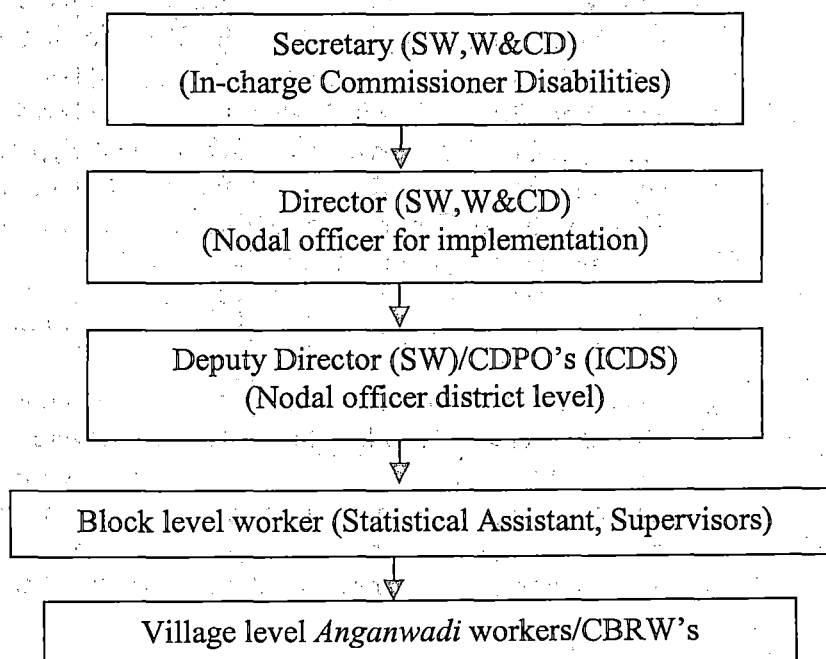 Secretary (SW,W&CD)
(In-charge Commissioner Disabilities)
Director (SW,W&CD)
(Nodal officer for implementation)
Deputy Director (SW)/CDPO's (ICDS)
(Nodal officer district level)
Block level worker (Statistical Assistant, Supervisors)
Village level Anganwadi workers/CBRW's